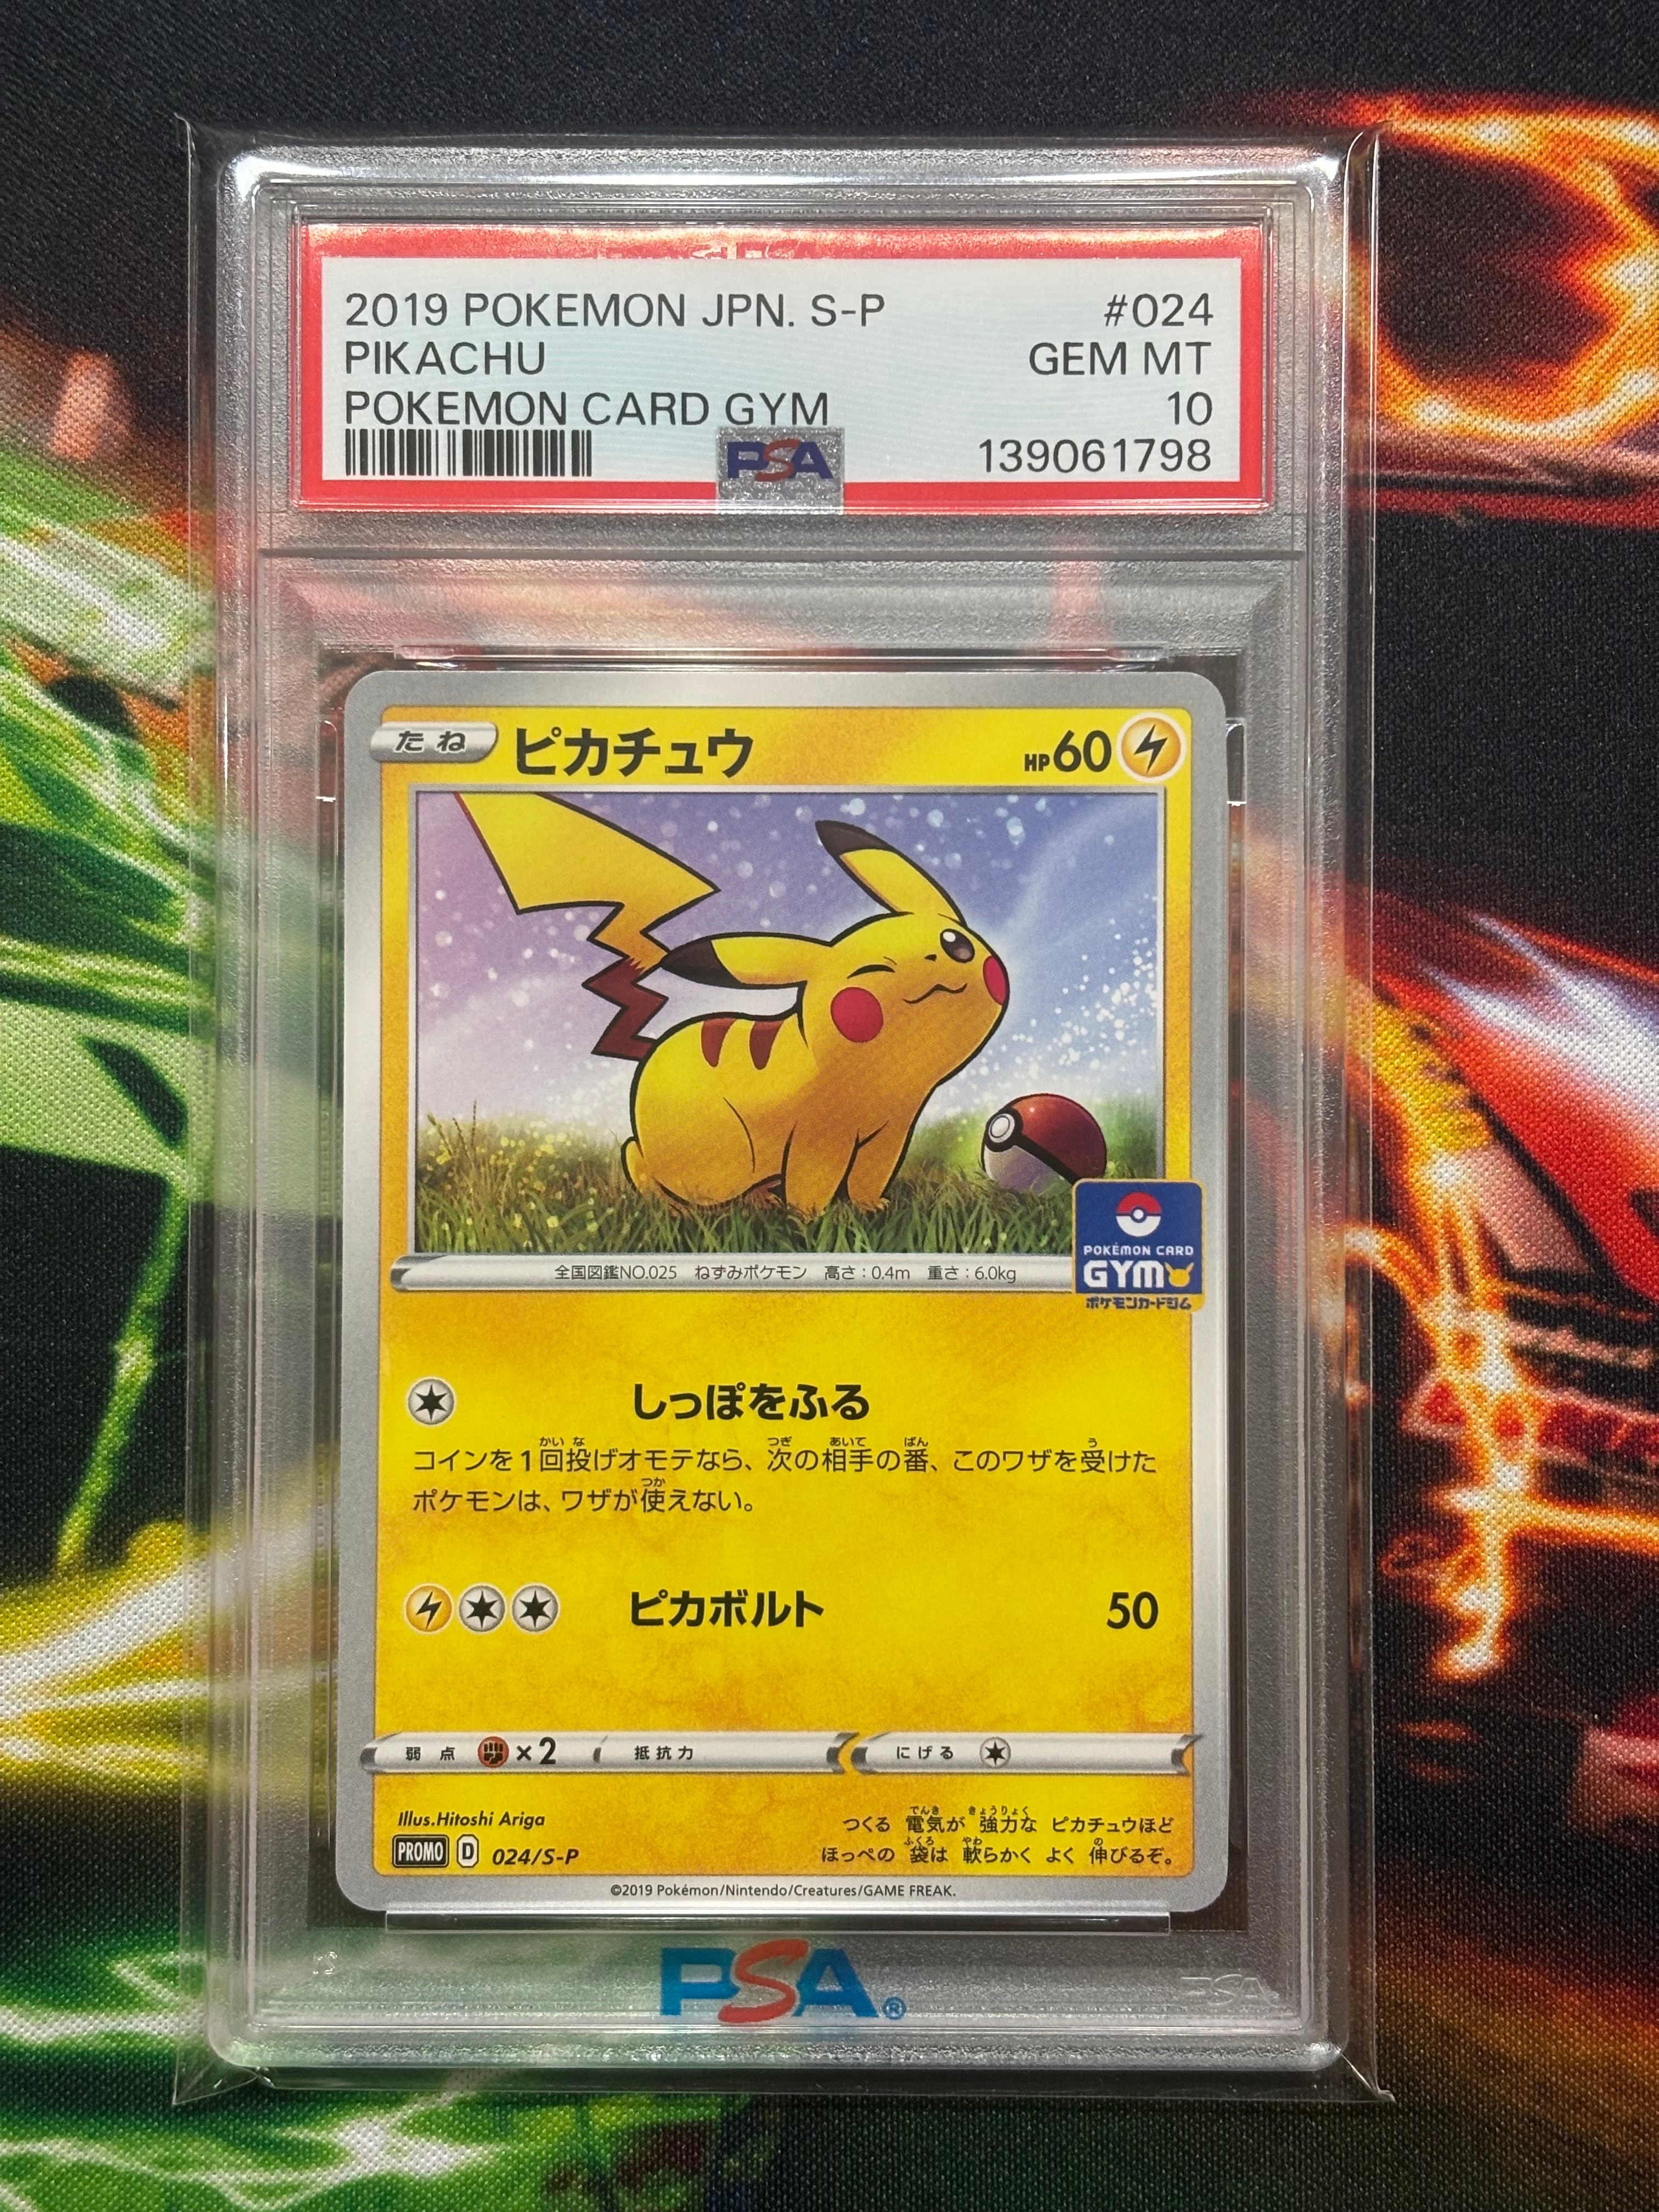 2019 POKEMON JPN. S-P #024
PIKACHU GEM MT
POKEMON CARD GYM 10
PSA 139061798
たね ピカチュウ HP60
POKÉMON CARD
GYM
ポケモンカードジム
全国図鑑NO.025 ねずみポケモン 高さ:0.4m 重さ:6.0kg
しっぽをふる
コインを1回投げオモテなら、次の相手の番、このワザを受けた
ポケモンは、ワザが使えない。
ピカボルト 50
弱点 ×2 抵抗力 にげる
Illus.Hitoshi Ariga
PROMO D 024/S-P
つくる 電気が 強力な ピカチュウほど
ほっぺの 袋は 軟らかく よく 伸びるぞ。
©2019 Pokémon/Nintendo/Creatures/GAME FREAK.
PSA®
PSA